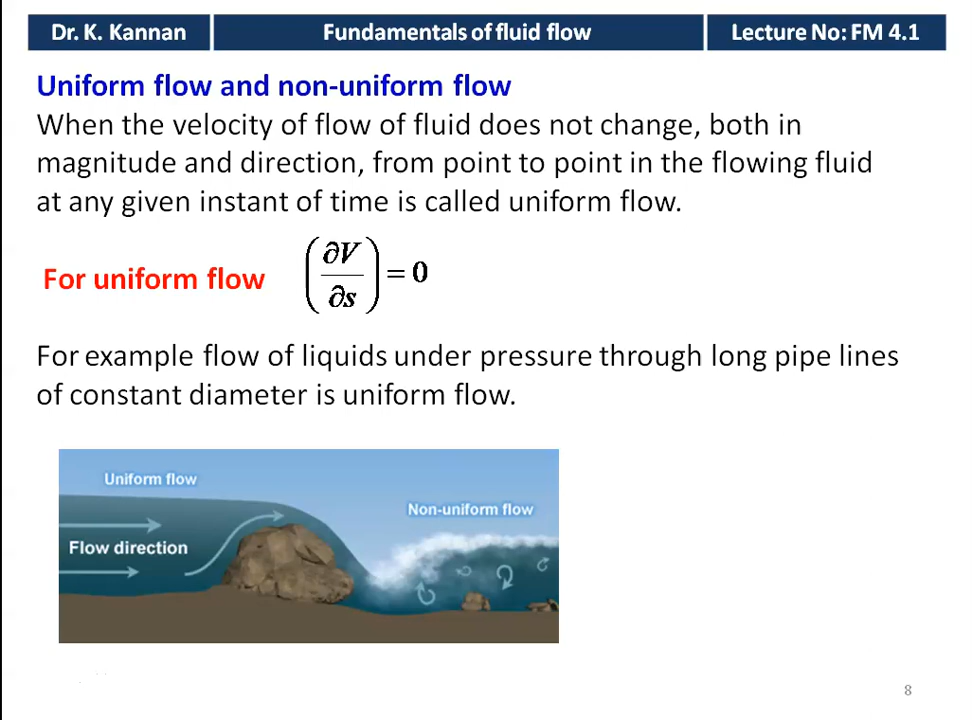 Dr. K. Kannan
Fundamentals of fluid flow
Lecture No: FM 4.1
Uniform flow and non-uniform flow
When the velocity of flow of fluid does not change, both in
magnitude and direction, from point to point in the flowing fluid
at any given instant of time is called uniform flow.
For uniform flow (∂V/∂s) = 0
For example flow of liquids under pressure through long pipe lines
of constant diameter is uniform flow.
Uniform flow
Non-uniform flow
Flow direction
8